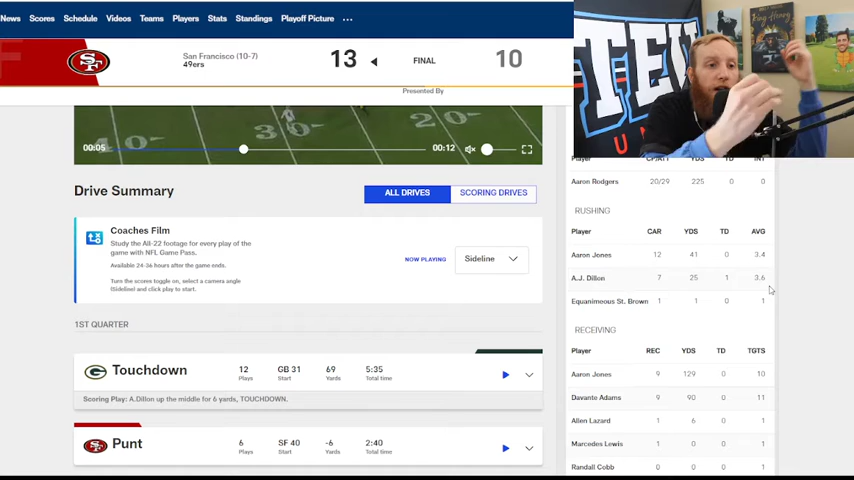 News Scores Schedule Videos Teams Players Stats Standings Playoff Picture ...
San Francisco (10-7)
49ers
13
FINAL
10
Presented By
TEN
U
King Henry
40
30
20
00:05
00:12
Drive Summary
ALL DRIVES
SCORING DRIVES
Coaches Film
Study the All-22 footage for every play of the
game with NFL Game Pass.
Available 24-36 hours after the game ends.
Turn the scores toggle on, select a camera angle
(Sideline) and click play to start.
NOW PLAYING
Sideline
1ST QUARTER
Touchdown
12 GB 31 69 5:35
Plays Start Yards Total time
Scoring Play: A.Dillon up the middle for 6 yards, TOUCHDOWN.
Punt
6 SF 40 -6 2:40
Plays Start Yards Total time
Player CP/ATT YDS TD INT
Aaron Rodgers 20/29 225 0 0
RUSHING
Player CAR YDS TD AVG
Aaron Jones 12 41 0 3.4
A.J. Dillon 7 25 1 3.6
Equanimeous St. Brown 1 1 0 1
RECEIVING
Player REC YDS TD TGTS
Aaron Jones 9 129 0 10
Davante Adams 9 90 0 11
Allen Lazard 1 6 0 1
Marcedes Lewis 1 0 0 1
Randall Cobb 0 0 0 1